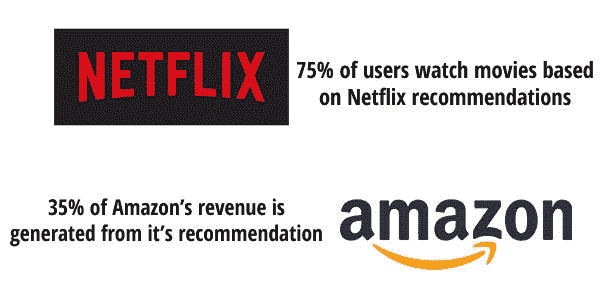 NETFLIX
75% of users watch movies based
on Netflix recommendations
35% of Amazon's revenue is
generated from it's recommendation
amazon